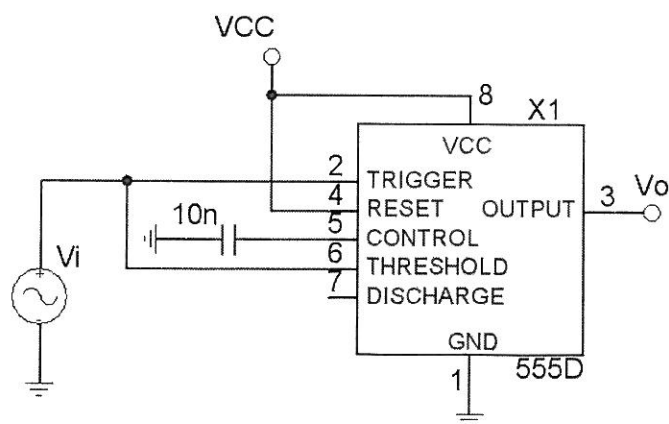 VCC
8
X1
VCC
2
TRIGGER
4
RESET
OUTPUT
3
Vo
10n
5
CONTROL
6
THRESHOLD
Vi
7
DISCHARGE
GND
1
555D